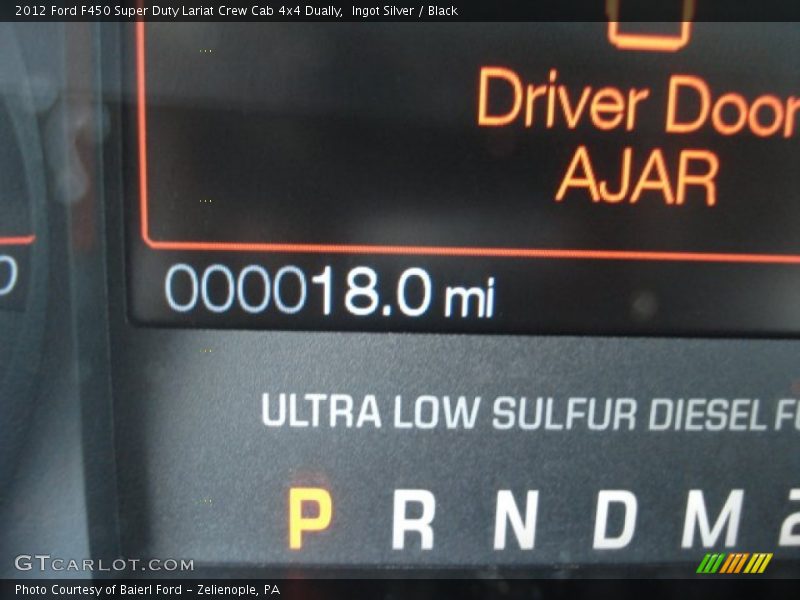 2012 Ford F450 Super Duty Lariat Crew Cab 4x4 Dually,  Ingot Silver / Black
Driver Door
AJAR
000018.0 mi
ULTRA LOW SULFUR DIESEL
P R N D M 2
GTCARLOT.COM
Photo Courtesy of Baierl Ford - Zelienople, PA